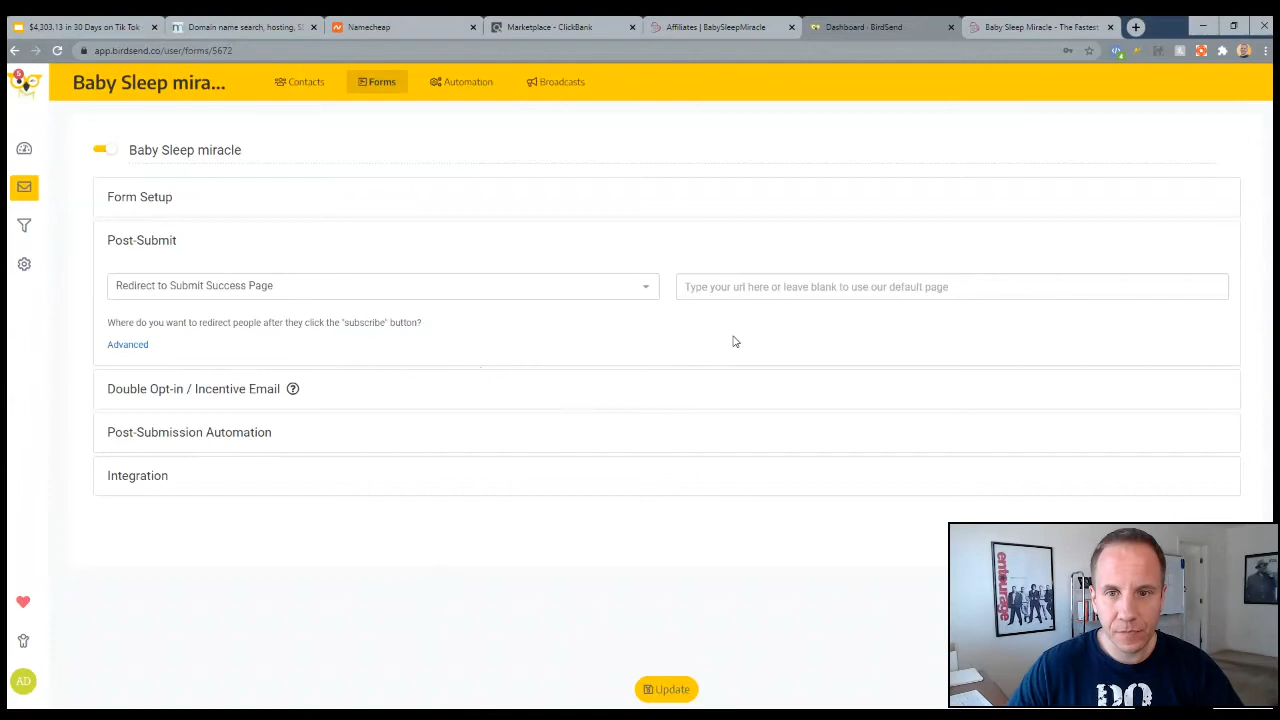 $4,303.13 in 30 Days on Tik Tok
Domain name search, hosting, SS
Namecheap
Marketplace - ClickBank
Affiliates | BabySleepMiracle
Dashboard - BirdSend
Baby Sleep Miracle - The Fastest
app.birdsend.co/user/forms/5672
Baby Sleep mira...
Contacts
Forms
Automation
Broadcasts
Baby Sleep miracle
Form Setup
Post-Submit
Redirect to Submit Success Page
Type your url here or leave blank to use our default page
Where do you want to redirect people after they click the "subscribe" button?
Advanced
Double Opt-in / Incentive Email
Post-Submission Automation
Integration
Update
AD
entourage